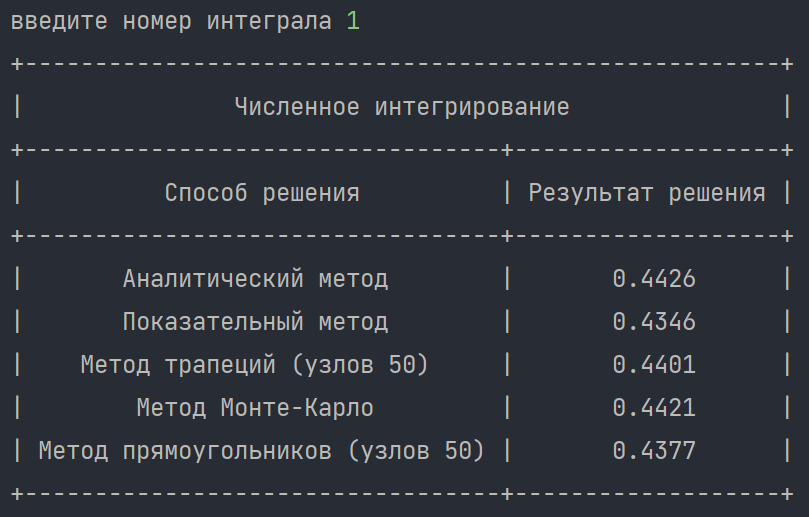 введите номер интеграла 1
+------------------------------------------------------+
| Численное интегрирование |
+----------------------------------+-------------------+
| Способ решения | Результат решения |
+----------------------------------+-------------------+
| Аналитический метод | 0.4426 |
| Показательный метод | 0.4346 |
| Метод трапеций (узлов 50) | 0.4401 |
| Метод Монте-Карло | 0.4421 |
| Метод прямоугольников (узлов 50) | 0.4377 |
+----------------------------------+-------------------+